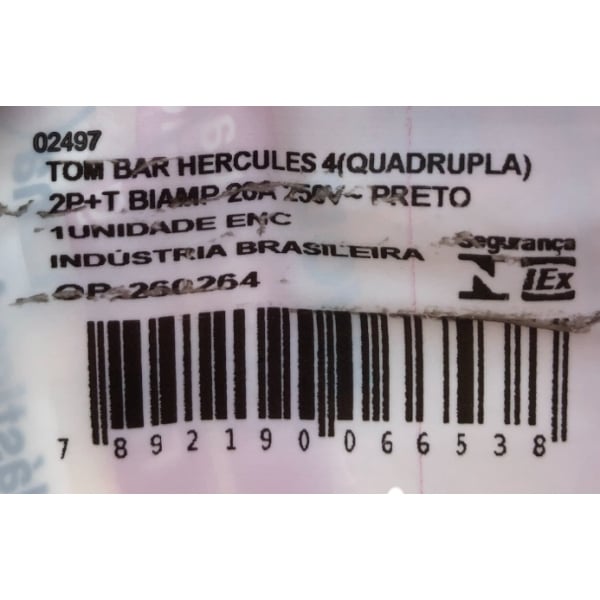 02497
TOM BAR HERCULES 4(QUADRUPLA)
2P+T BIAMP 20A 250V~ PRETO
1UNIDADE ENC
INDÚSTRIA BRASILEIRA
OP: 260264
Segurança
IEx
7 892190 066538